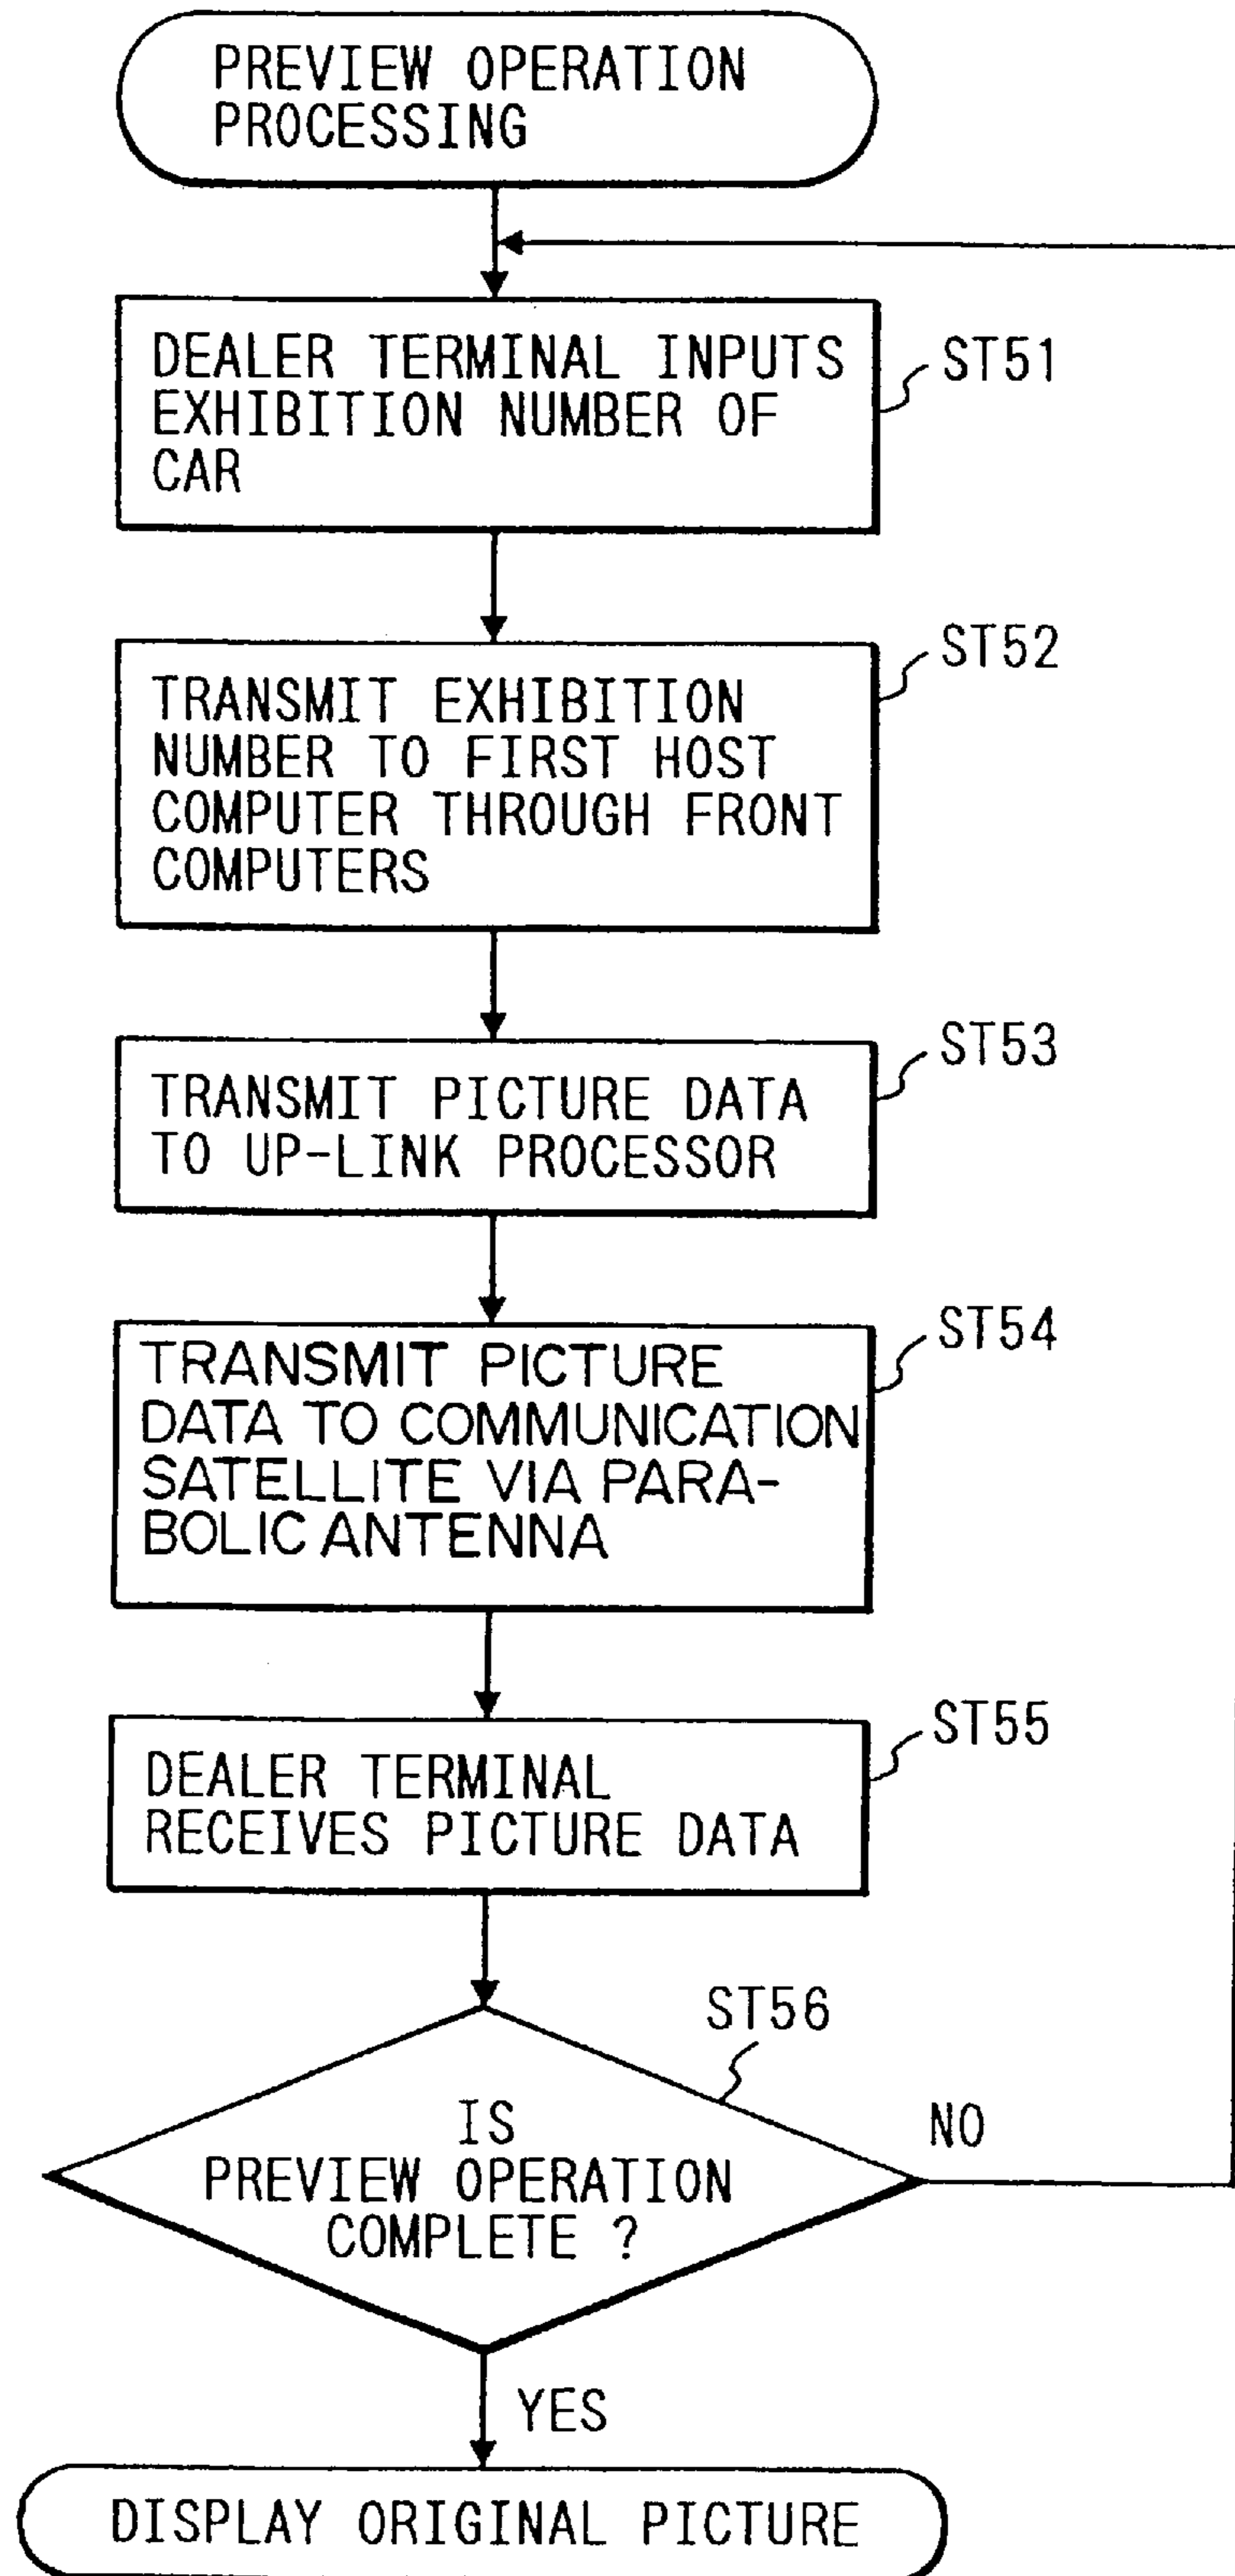 PREVIEW OPERATION
PROCESSING
DEALER TERMINAL INPUTS
EXHIBITION NUMBER OF
CAR
ST51
TRANSMIT EXHIBITION
NUMBER TO FIRST HOST
COMPUTER THROUGH FRONT
COMPUTERS
ST52
TRANSMIT PICTURE DATA
TO UP-LINK PROCESSOR
ST53
TRANSMIT PICTURE
DATA TO COMMUNICATION
SATELLITE VIA PARA-
BOLIC ANTENNA
ST54
DEALER TERMINAL
RECEIVES PICTURE DATA
ST55
ST56
IS
PREVIEW OPERATION
COMPLETE ?
NO
YES
DISPLAY ORIGINAL PICTURE